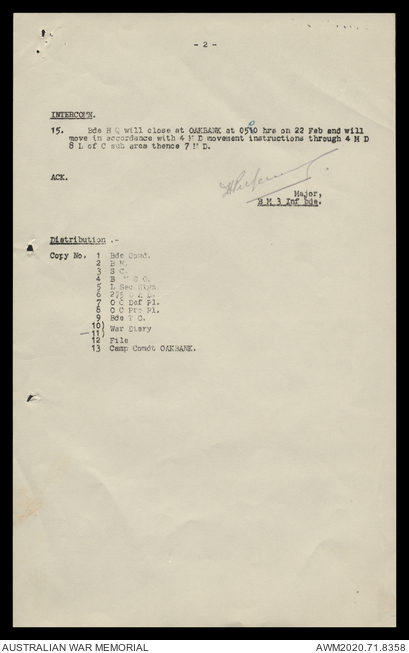 - 2 -
INTERCOMN.
15. Bde H Q will close at OAKBANK at 0500 hrs on 22 Feb and will
move in accordance with 4 M D movement instructions through 4 M D
8 L of C sub area thence 7 M D.
ACK.
Major,
B M 3 Inf bde.
Distribution :-
Copy No. 1 Bde Comd.
2 B M.
3 S C.
4
5 L Sec Sigs
6
7 O C Def Pl.
8 O C Pro Pl.
9 Bde T O.
10)
11) War Diary
12 File
13 Camp Comdt OAKBANK.
AUSTRALIAN WAR MEMORIAL
AWM2020.71.8358